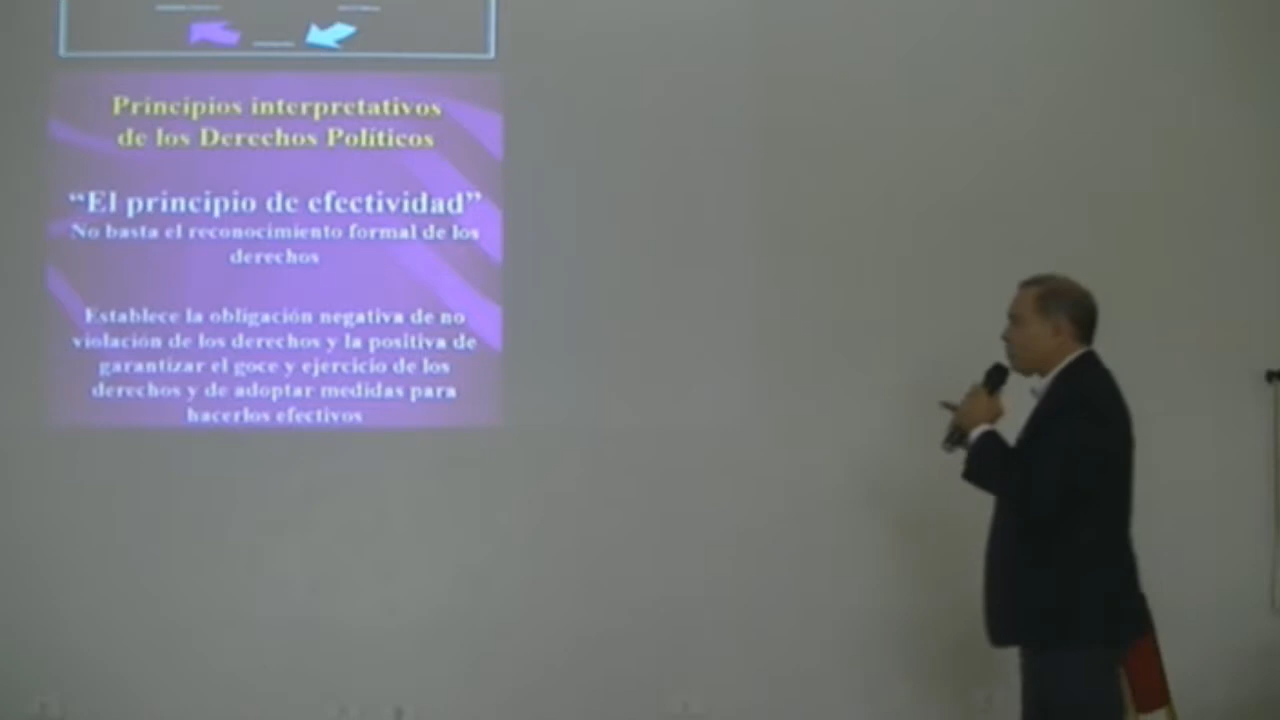 Principios interpretativos
de los Derechos Políticos
“El principio de efectividad”
No basta el reconocimiento formal de los
derechos
Establece la obligación negativa de no
violación de los derechos y la positiva de
garantizar el goce y ejercicio de los
derechos y de adoptar medidas para
hacerlos efectivos